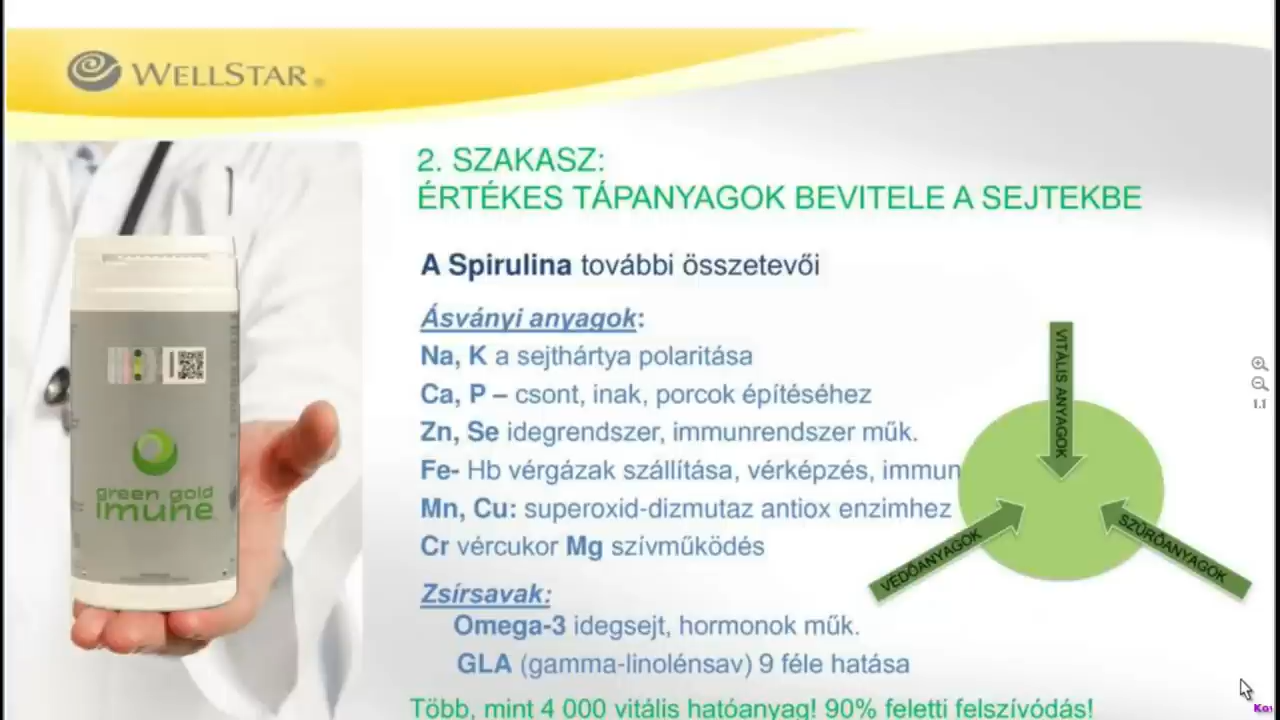 WELLSTAR
2. SZAKASZ:
ÉRTÉKES TÁPANYAGOK BEVITELE A SEJTEKBE
A Spirulina további összetevői
Ásványi anyagok:
Na, K a sejthártya polaritása
Ca, P – csont, inak, porcok építéséhez
Zn, Se idegrendszer, immunrendszer műk.
Fe- Hb vérgázak szállítása, vérképzés, immun
Mn, Cu: superoxid-dizmutaz antiox enzimhez
Cr vércukor Mg szívműködés
Zsírsavak:
Omega-3 idegsejt, hormonok műk.
GLA (gamma-linolénsav) 9 féle hatása
Több, mint 4 000 vitális hatóanyag! 90% feletti felszívódás!
green gold
imune
VITÁLIS ANYAGOK
VÉDŐANYAGOK
SZŰRŐANYAGOK
1.1